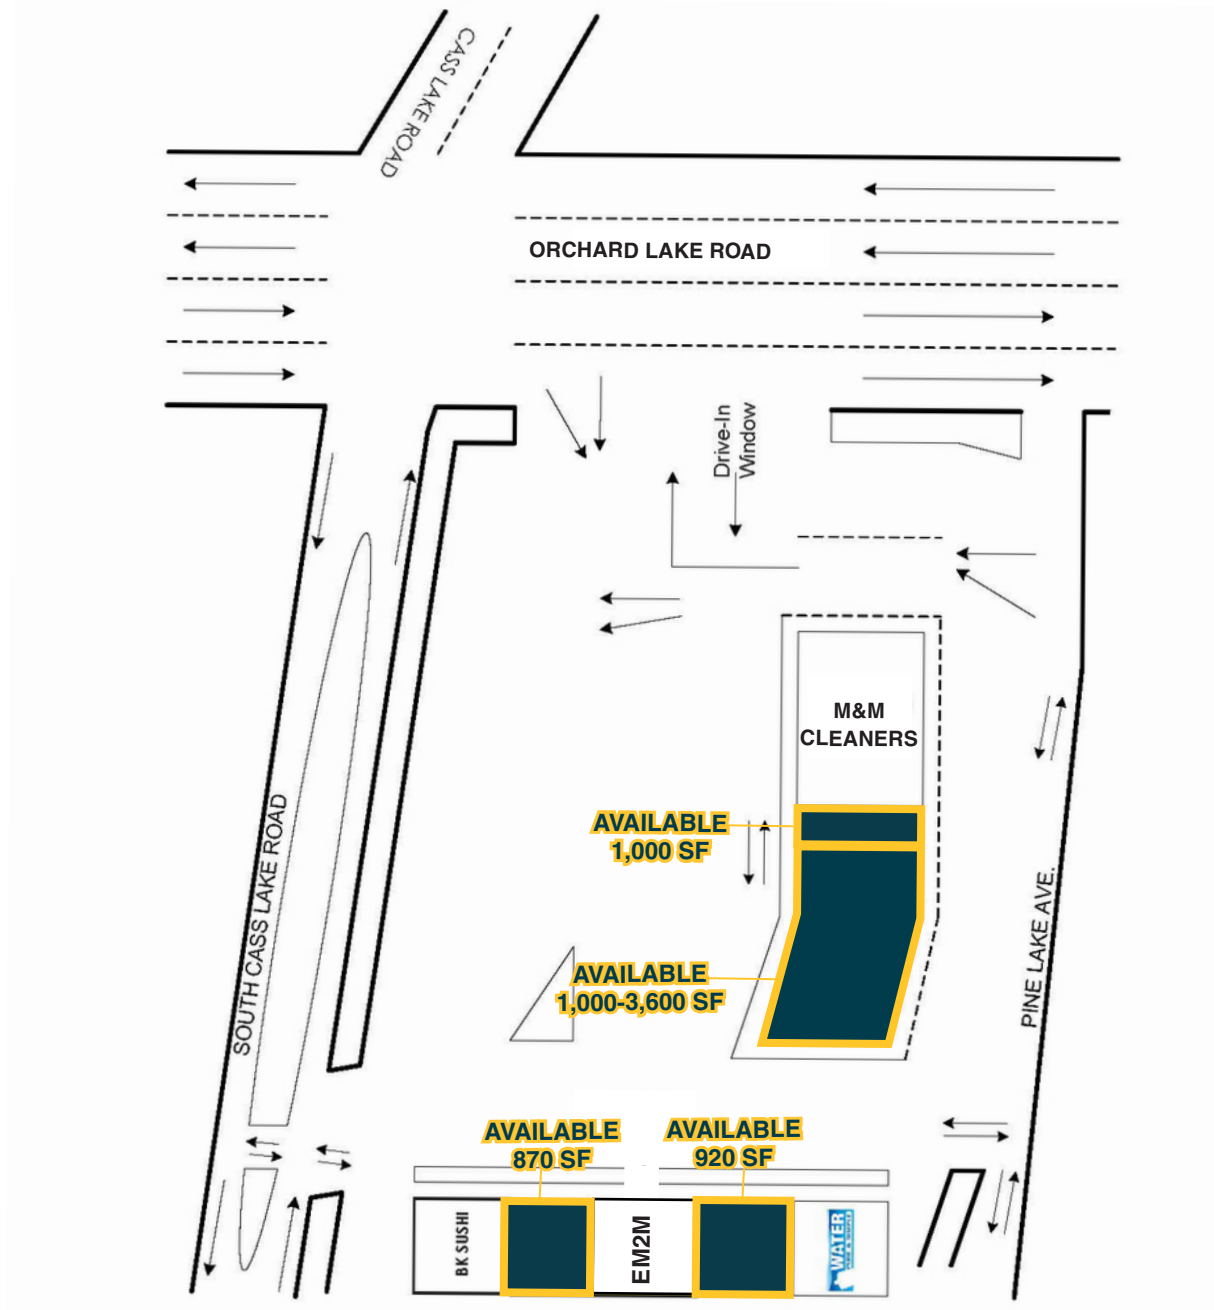 CASS LAKE ROAD
ORCHARD LAKE ROAD
Drive-In
Window
M&M
CLEANERS
AVAILABLE
1,000 SF
SOUTH CASS LAKE ROAD
PINE LAKE AVE.
AVAILABLE
1,000-3,600 SF
AVAILABLE
870 SF
AVAILABLE
920 SF
BK SUSHI
EM2M
WATER